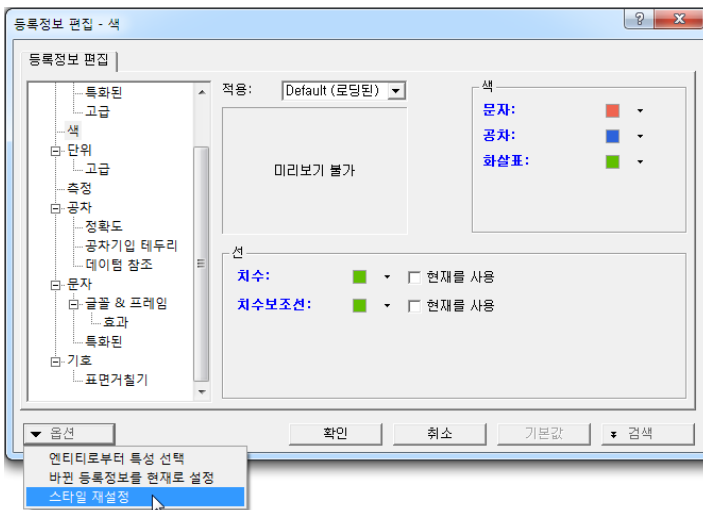 등록정보 편집 - 색
등록정보 편집
특화된
고급
색
단위
고급
측정
공차
정확도
공차기입 테두리
데이텀 참조
문자
글꼴 & 프레임
효과
특화된
기호
표면거칠기
적용: Default (로딩된)
미리보기 불가
색
문자:
공차:
화살표:
선
치수: 현재를 사용
치수보조선: 현재를 사용
옵션 확인 취소 기본값 검색
엔티티로부터 특성 선택
바뀐 등록정보를 현재로 설정
스타일 재설정